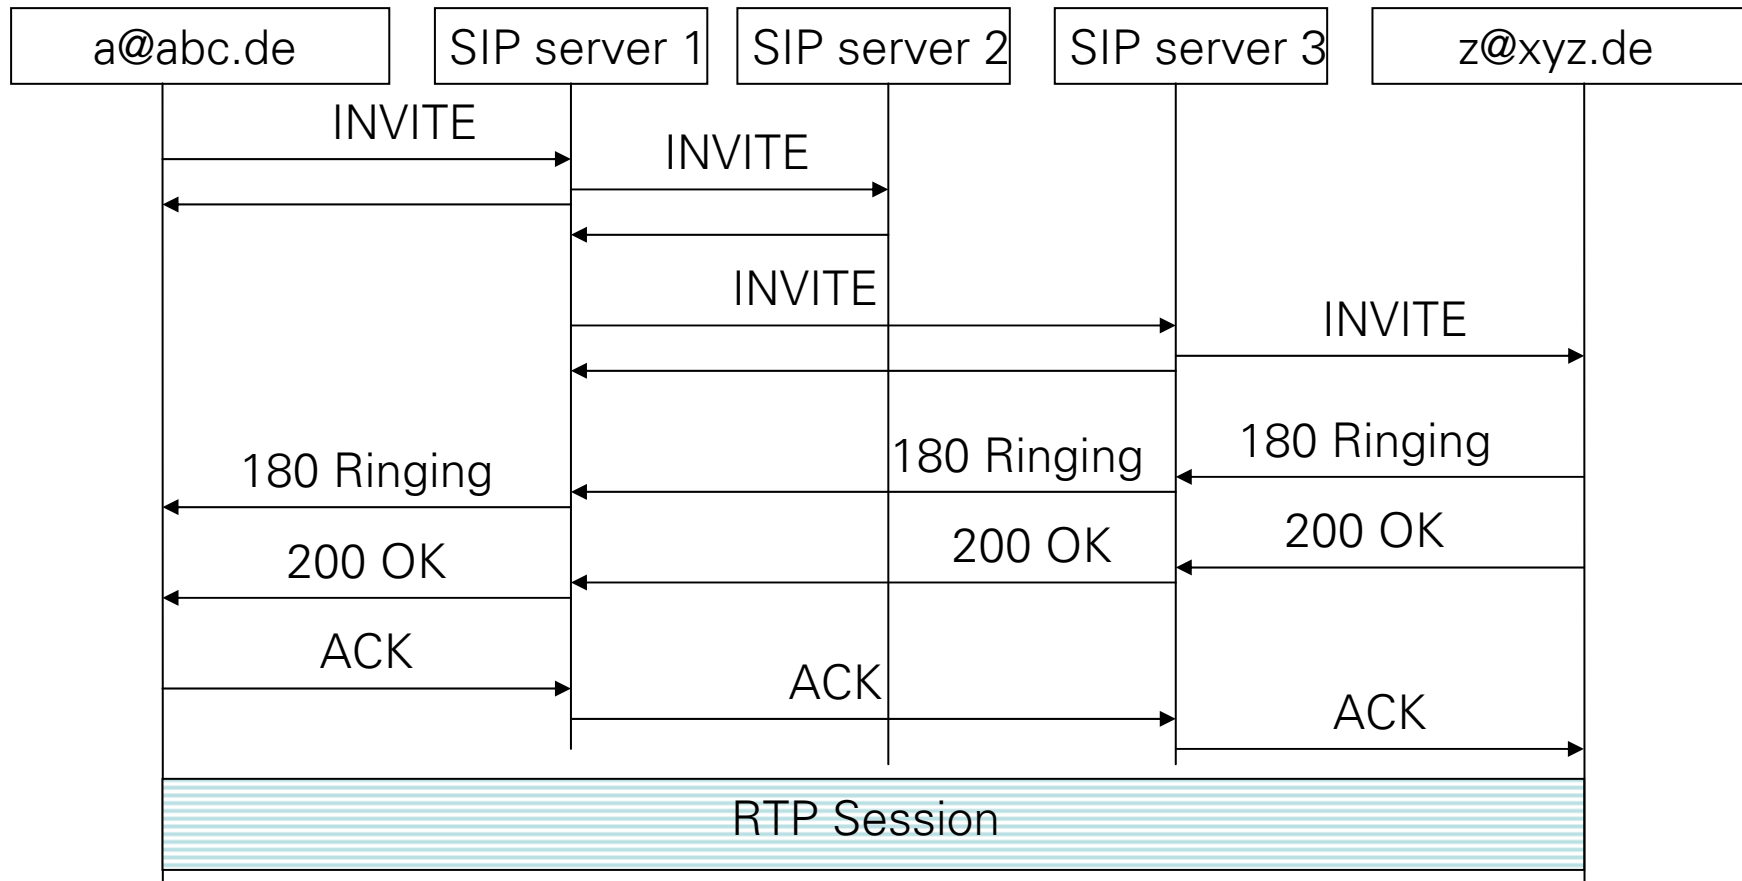 a@abc.de
SIP server 1
SIP server 2
SIP server 3
z@xyz.de
INVITE
INVITE
INVITE
INVITE
180 Ringing
180 Ringing
180 Ringing
200 OK
200 OK
200 OK
ACK
ACK
ACK
RTP Session